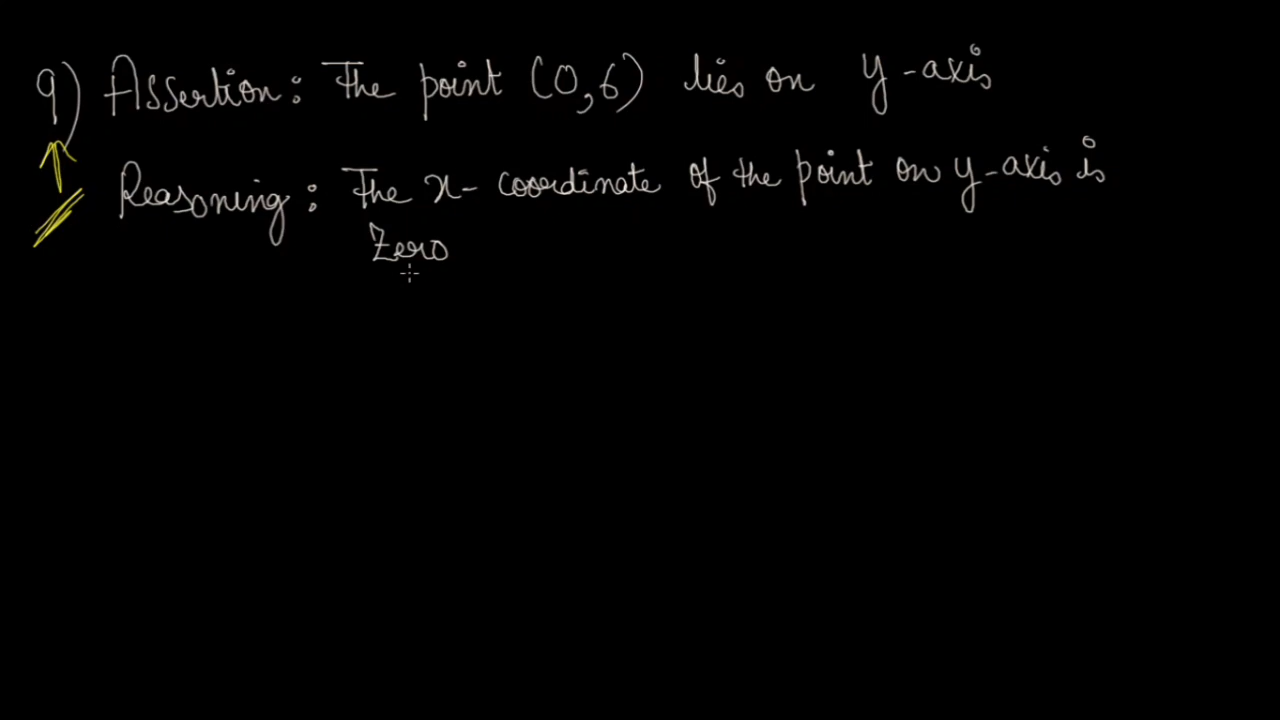 9) Assertion: The point (0,6) lies on y-axis
Reasoning: The x-coordinate of the point on y-axis is
Zero